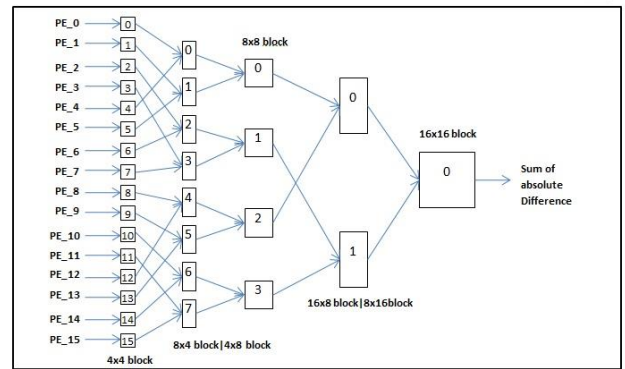 PE_0
0
PE_1
1
PE_2
2
PE_3
3
PE_4
4
PE_5
5
PE_6
6
PE_7
7
PE_8
8
PE_9
9
PE_10
10
PE_11
11
PE_12
12
PE_13
13
PE_14
14
PE_15
15
4x4 block
0
1
2
3
4
5
6
7
8x4 block|4x8 block
8x8 block
0
1
2
3
0
1
16x8 block|8x16block
16x16 block
0
Sum of
absolute
Difference